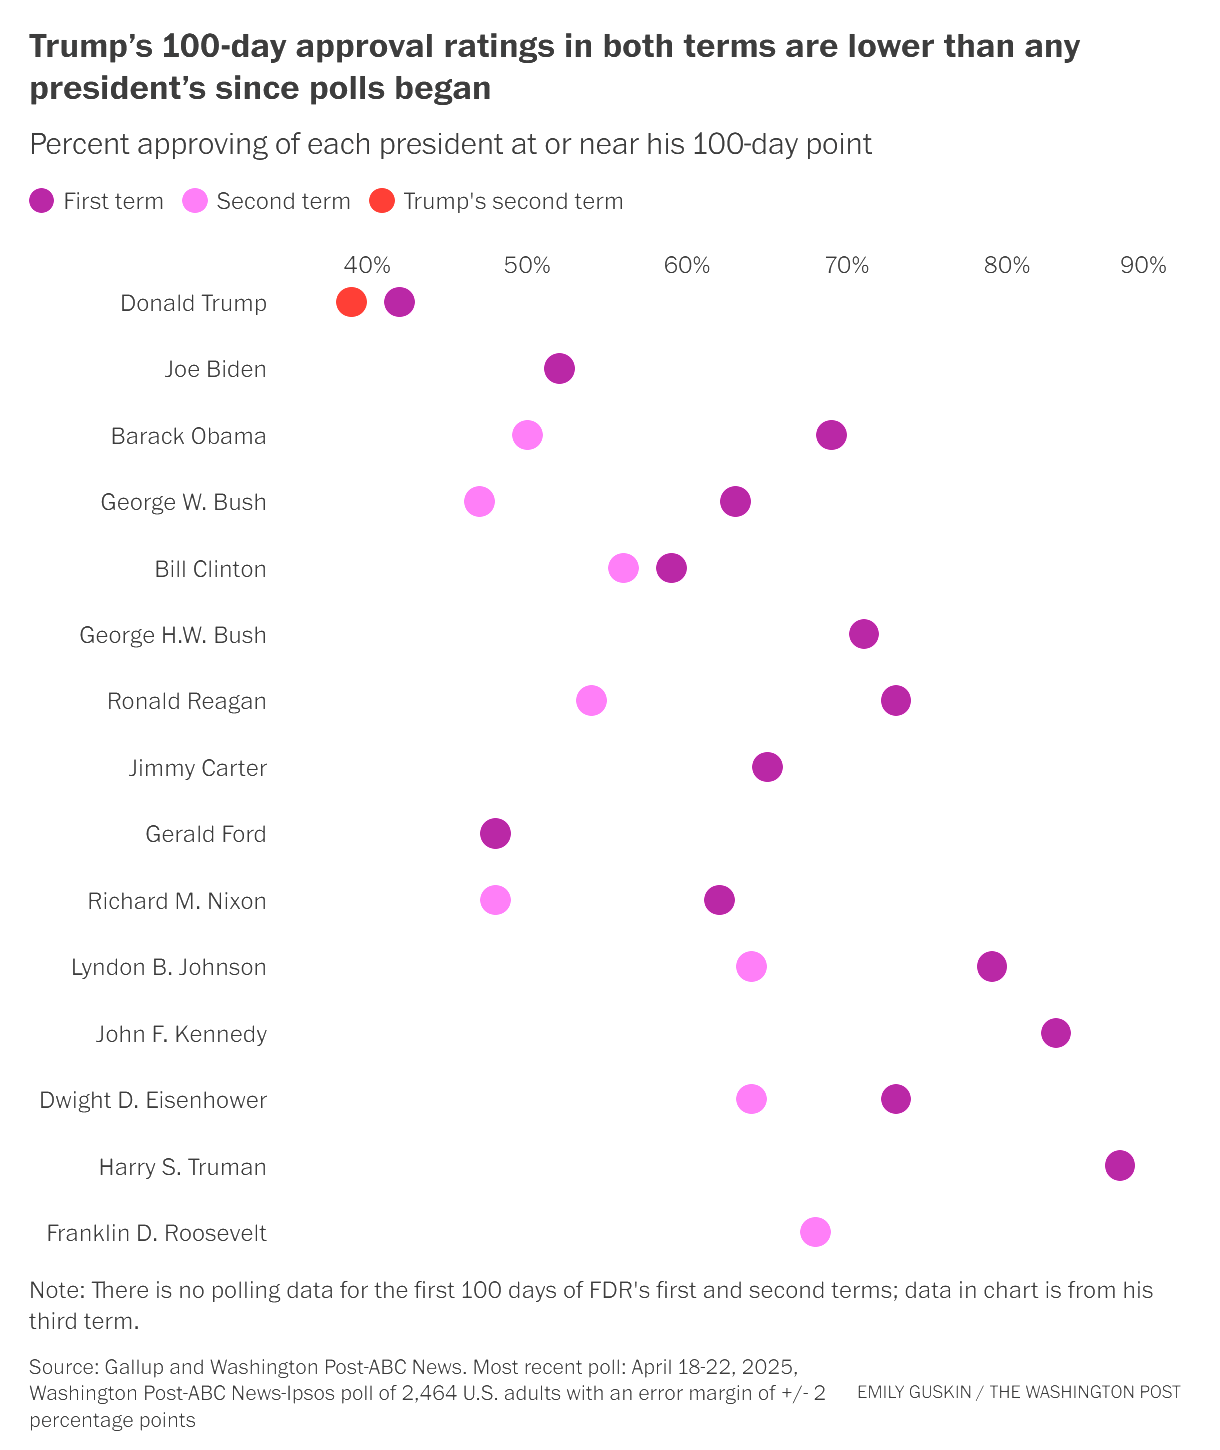 Trump’s 100-day approval ratings in both terms are lower than any
president’s since polls began
Percent approving of each president at or near his 100-day point
First term Second term Trump's second term
40% 50% 60% 70% 80% 90%
Donald Trump
Joe Biden
Barack Obama
George W. Bush
Bill Clinton
George H.W. Bush
Ronald Reagan
Jimmy Carter
Gerald Ford
Richard M. Nixon
Lyndon B. Johnson
John F. Kennedy
Dwight D. Eisenhower
Harry S. Truman
Franklin D. Roosevelt
Note: There is no polling data for the first 100 days of FDR's first and second terms; data in chart is from his
third term.
Source: Gallup and Washington Post-ABC News. Most recent poll: April 18-22, 2025,
Washington Post-ABC News-Ipsos poll of 2,464 U.S. adults with an error margin of +/- 2
percentage points
EMILY GUSKIN / THE WASHINGTON POST